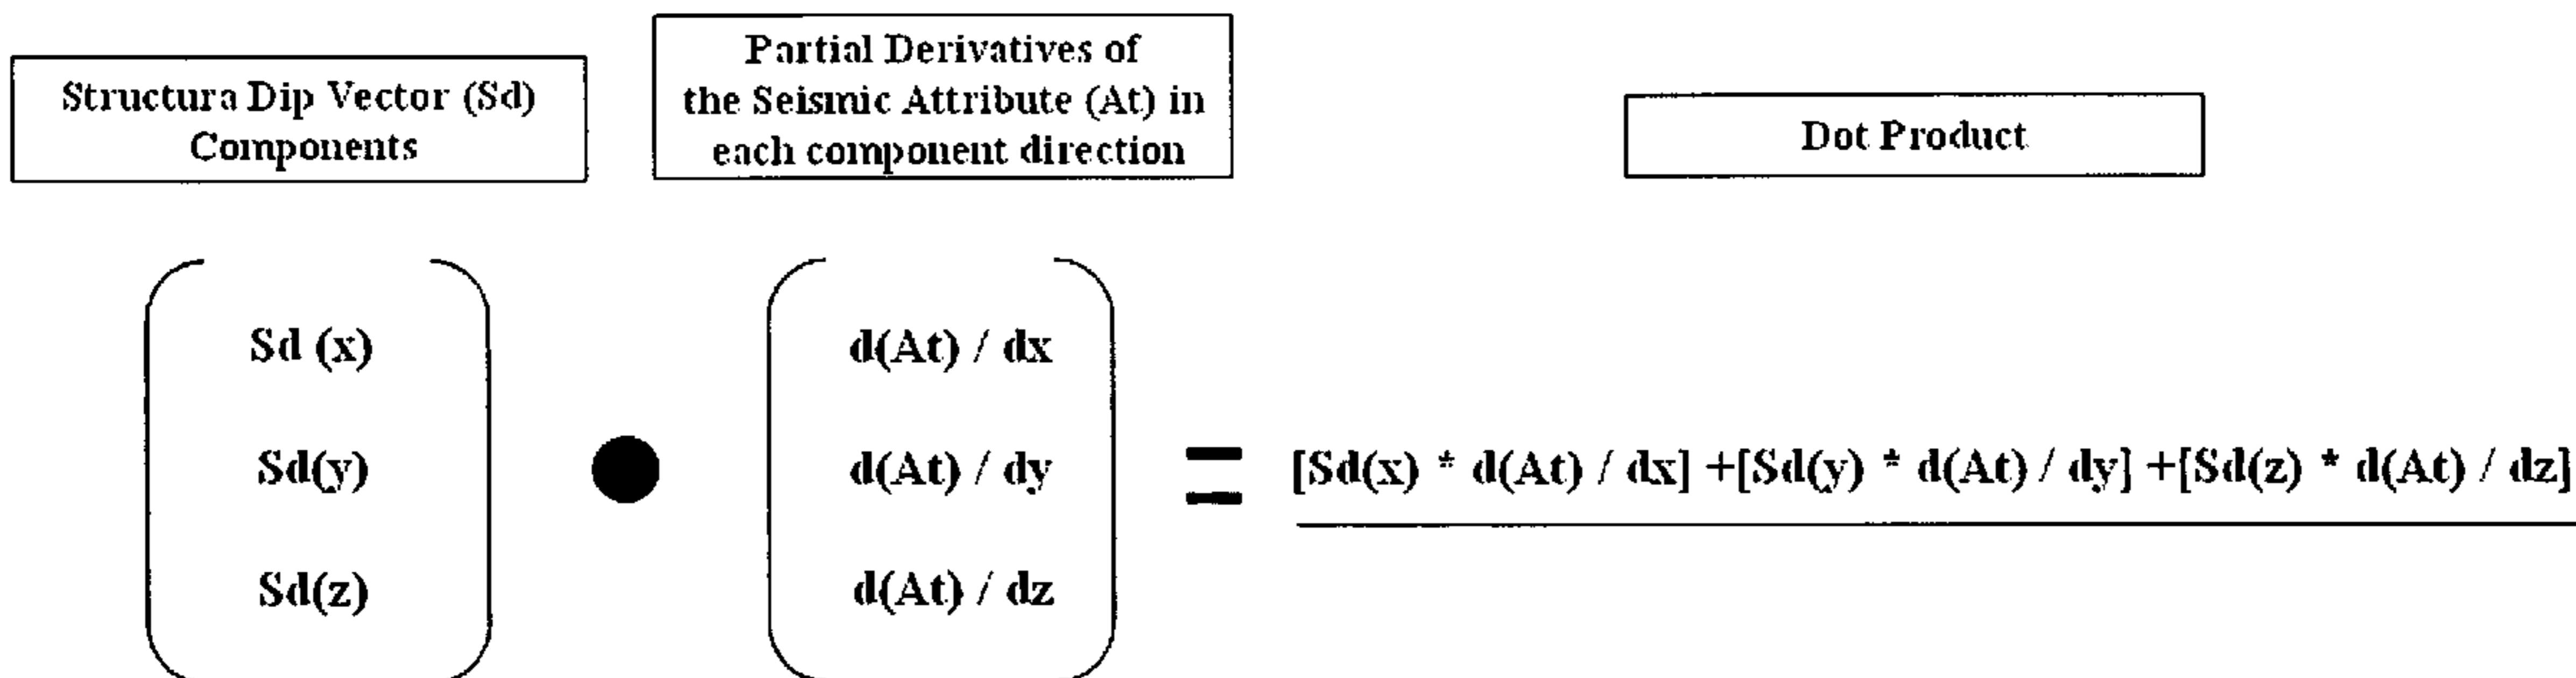 Structura Dip Vector (Sd)
Components
Partial Derivatives of
the Seismic Attribute (At) in
each component direction
Dot Product
Sd (x)
Sd(y)
Sd(z)
●
d(At) / dx
d(At) / dy
d(At) / dz
=
[Sd(x) * d(At) / dx] +[Sd(y) * d(At) / dy] +[Sd(z) * d(At) / dz]